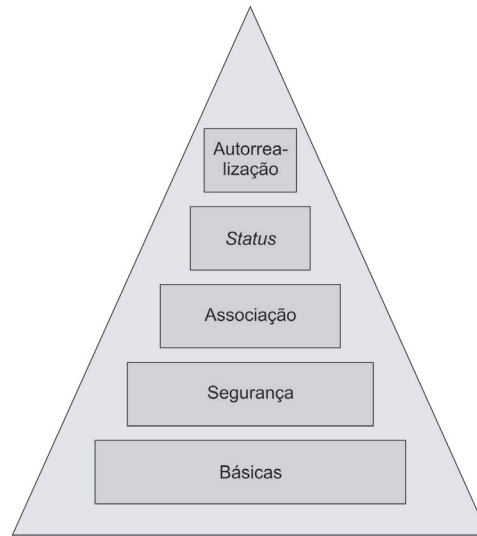 Autorrea-
lização
Status
Associação
Segurança
Básicas